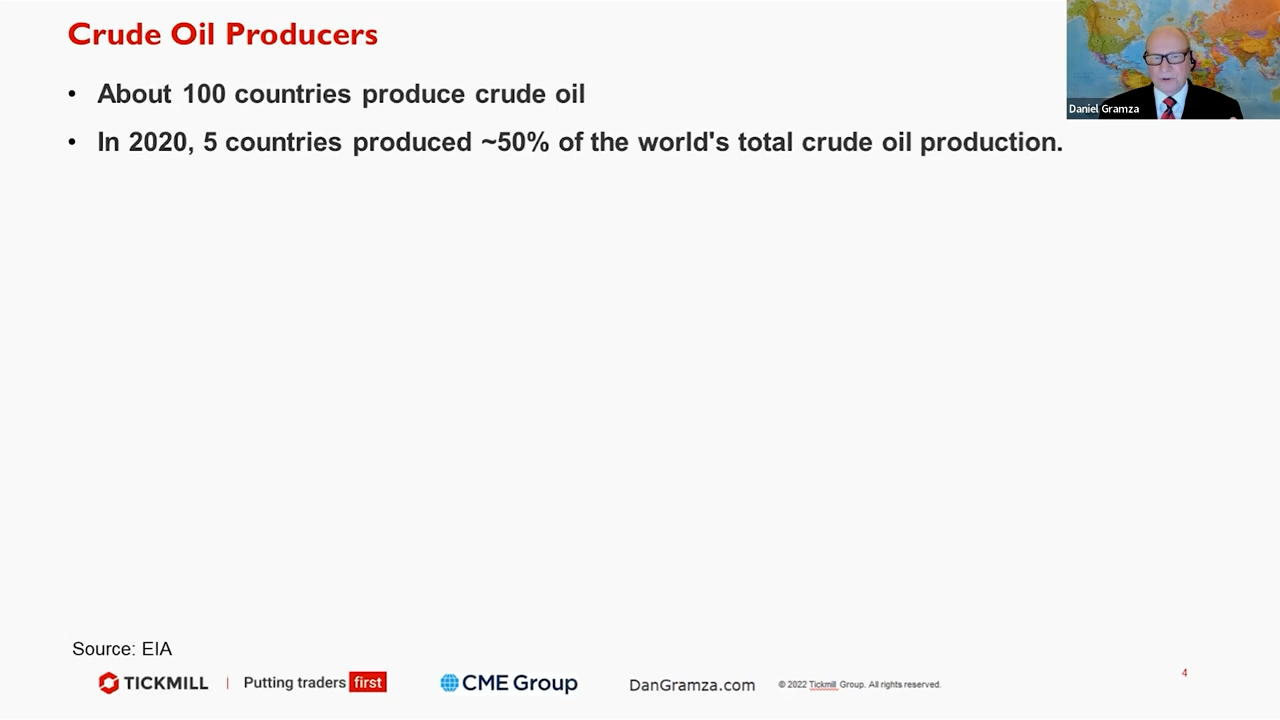 Crude Oil Producers
• About 100 countries produce crude oil
• In 2020, 5 countries produced ~50% of the world's total crude oil production.
Daniel Gramza
Source: EIA
TICKMILL | Putting traders first
CME Group
DanGramza.com
© 2022 Tickmill Group. All rights reserved.
4